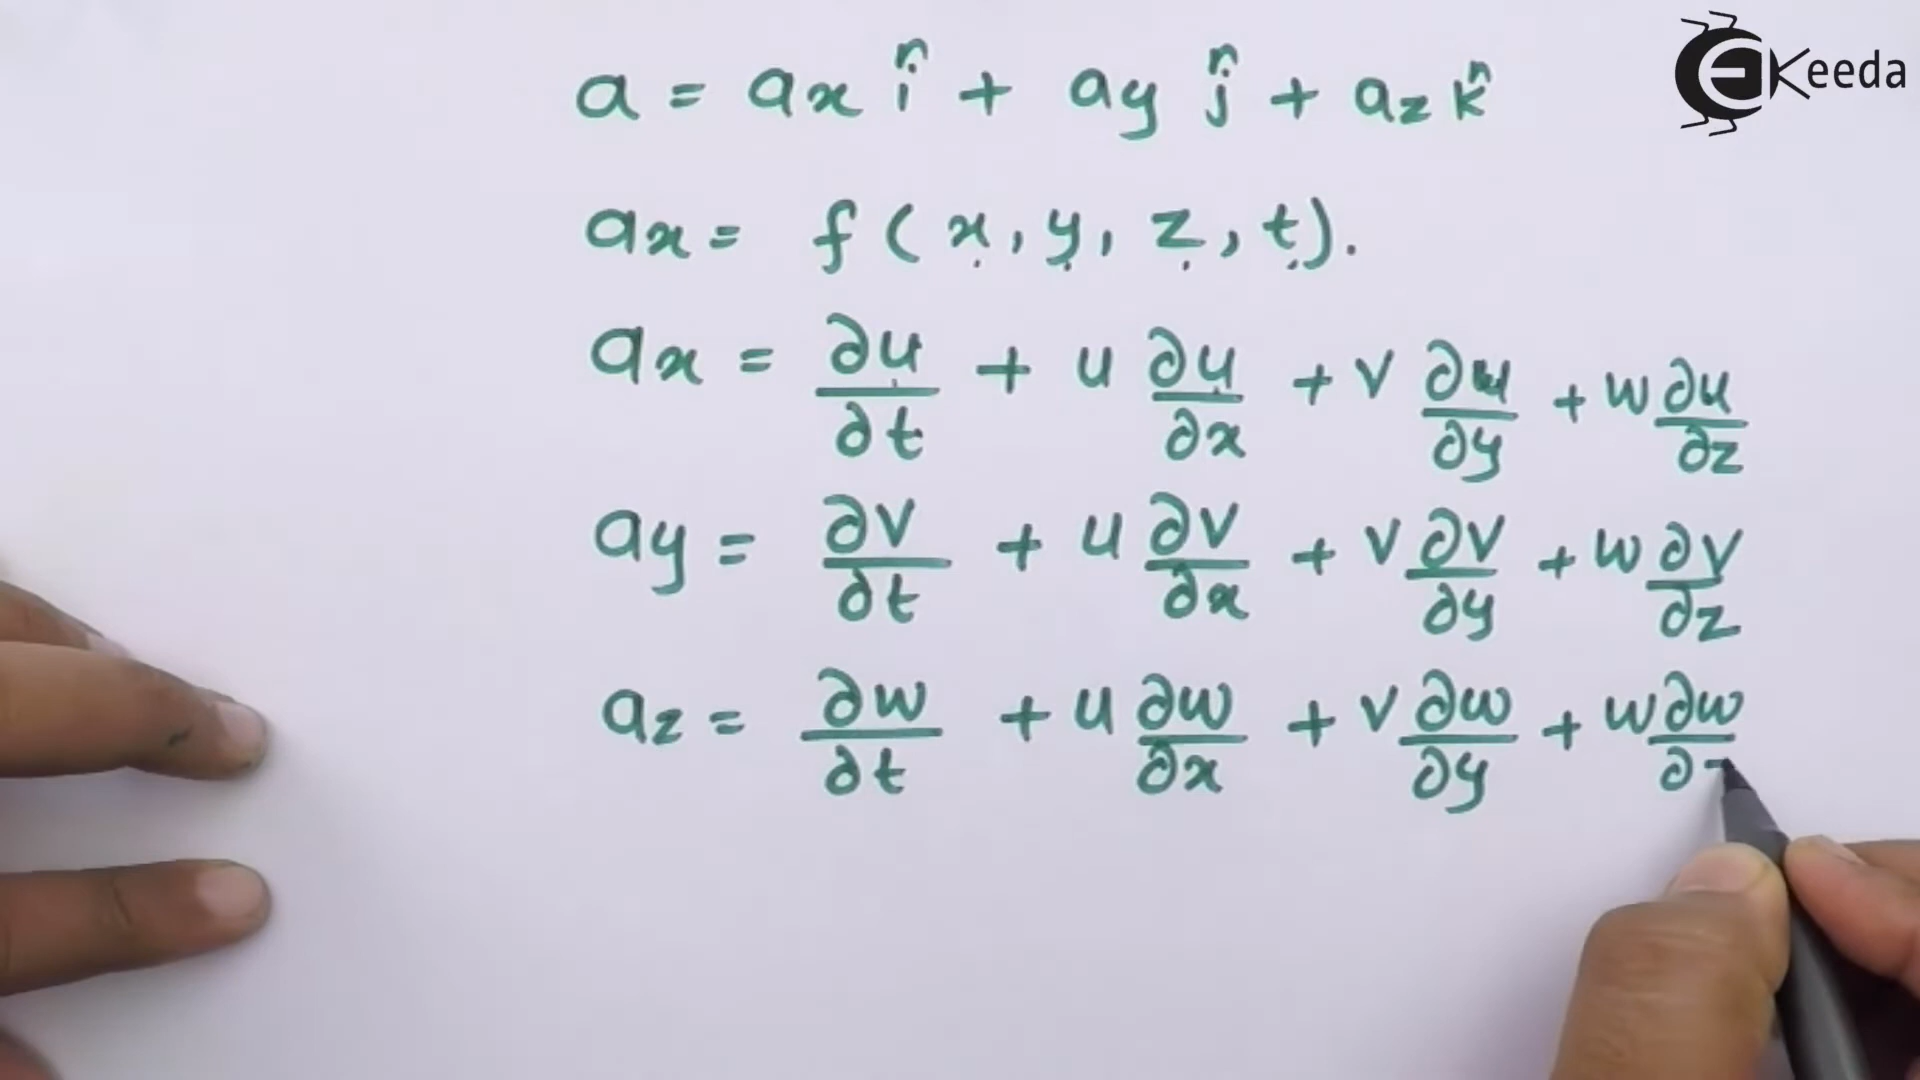 EKeeda
a = ax î + ay ĵ + az k̂
ax = f ( x, y, z, t).
ax = ∂u/∂t + u ∂u/∂x + v ∂u/∂y + w ∂u/∂z
ay = ∂v/∂t + u ∂v/∂x + v ∂v/∂y + w ∂v/∂z
az = ∂w/∂t + u ∂w/∂x + v ∂w/∂y + w ∂w/∂